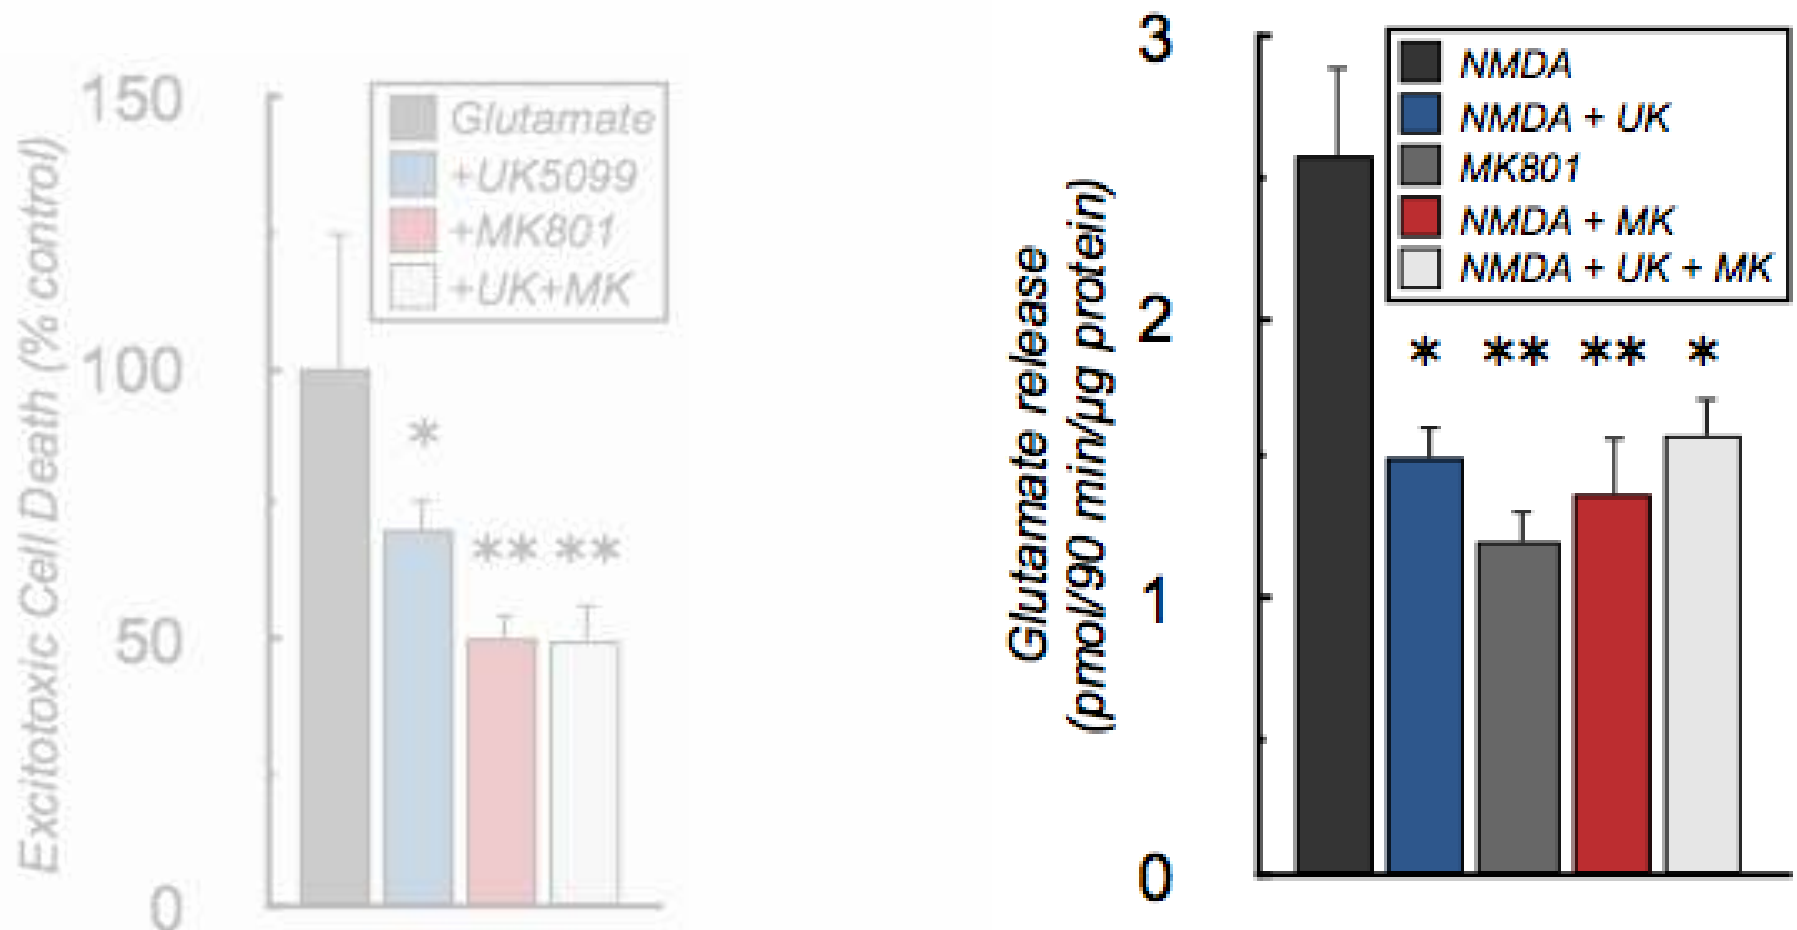 Excitotoxic Cell Death (% control)
150
100
50
0
Glutamate
+UK5099
+MK801
+UK+MK
*
** **
Glutamate release
(pmol/90 min/µg protein)
3
2
1
0
NMDA
NMDA + UK
MK801
NMDA + MK
NMDA + UK + MK
* ** ** *